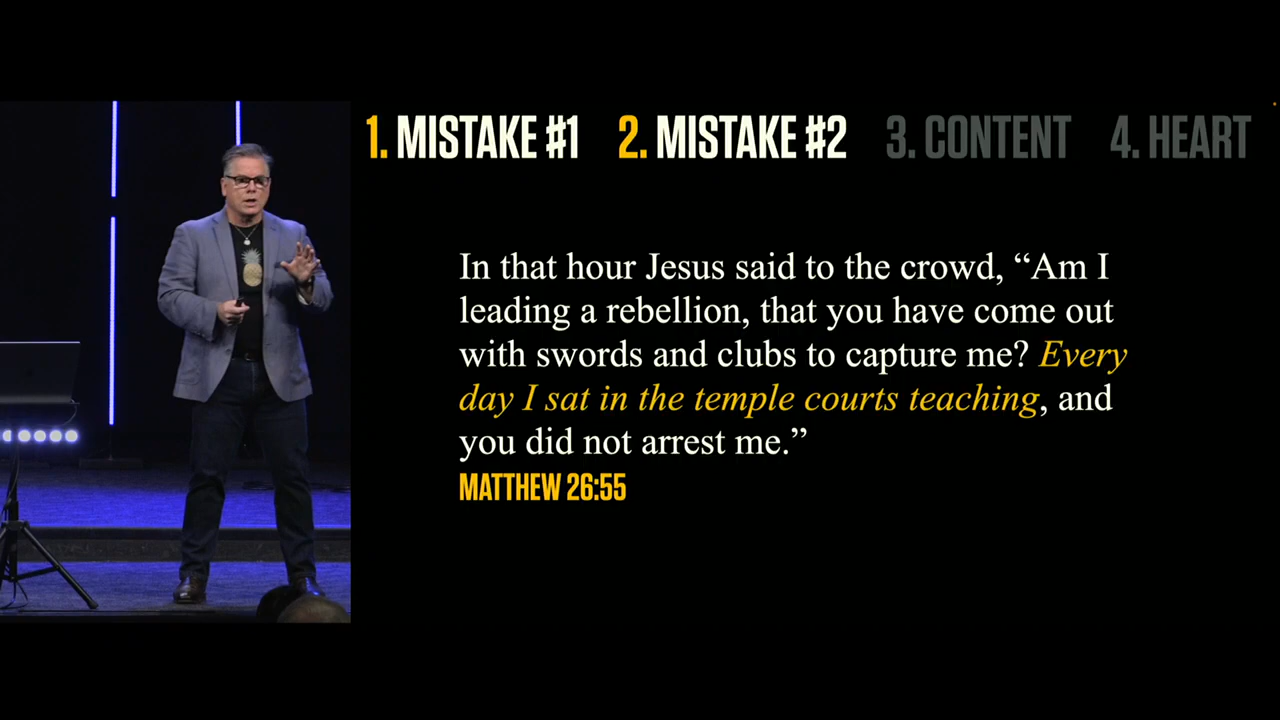 1. MISTAKE #1 2. MISTAKE #2 3. CONTENT 4. HEART
In that hour Jesus said to the crowd, “Am I
leading a rebellion, that you have come out
with swords and clubs to capture me? Every
day I sat in the temple courts teaching, and
you did not arrest me.”
MATTHEW 26:55